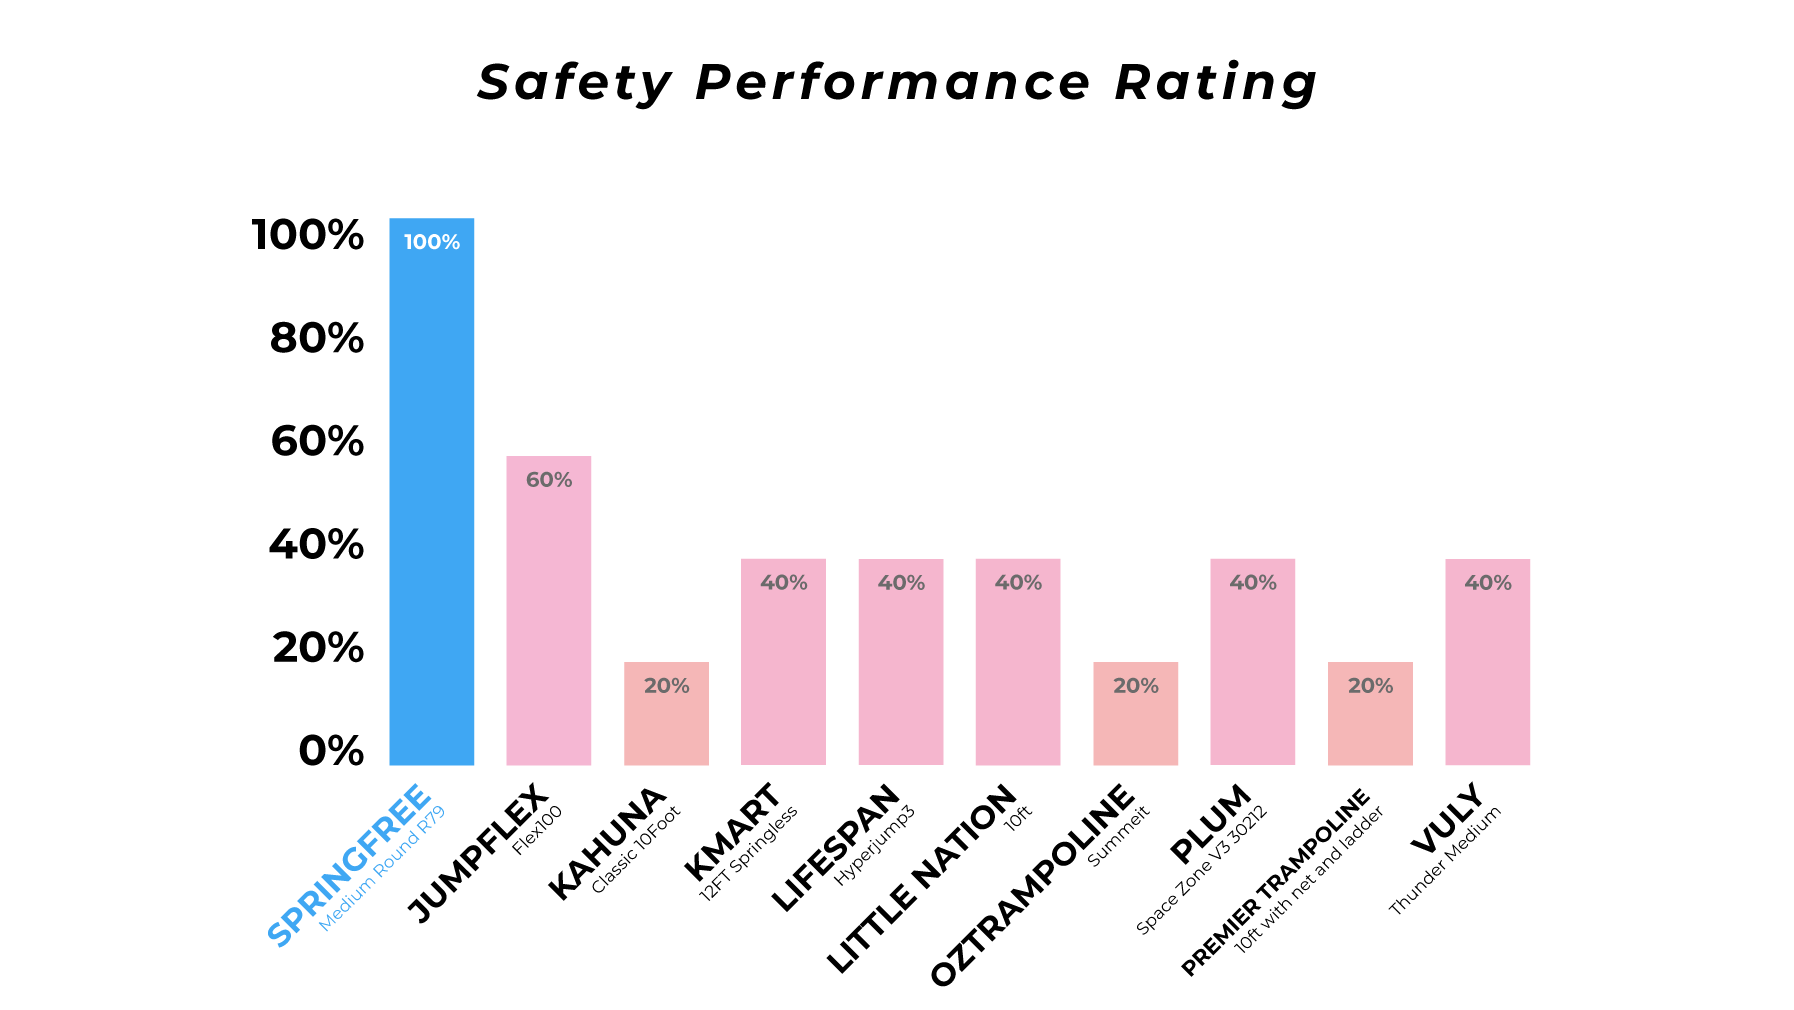 Safety Performance Rating
100%
80%
60%
40%
20%
0%
100%
60%
20%
40%
40%
40%
20%
40%
20%
40%
SPRINGFREE
Medium Round R79
JUMPFLEX
Flex100
KAHUNA
Classic 10Foot
KMART
12FT Springless
LIFESPAN
Hyperjump3
LITTLE NATION
10ft
OZTRAMPOLINE
Summeit
PLUM
Space Zone V3 30212
PREMIER TRAMPOLINE
10ft with net and ladder
VULY
Thunder Medium